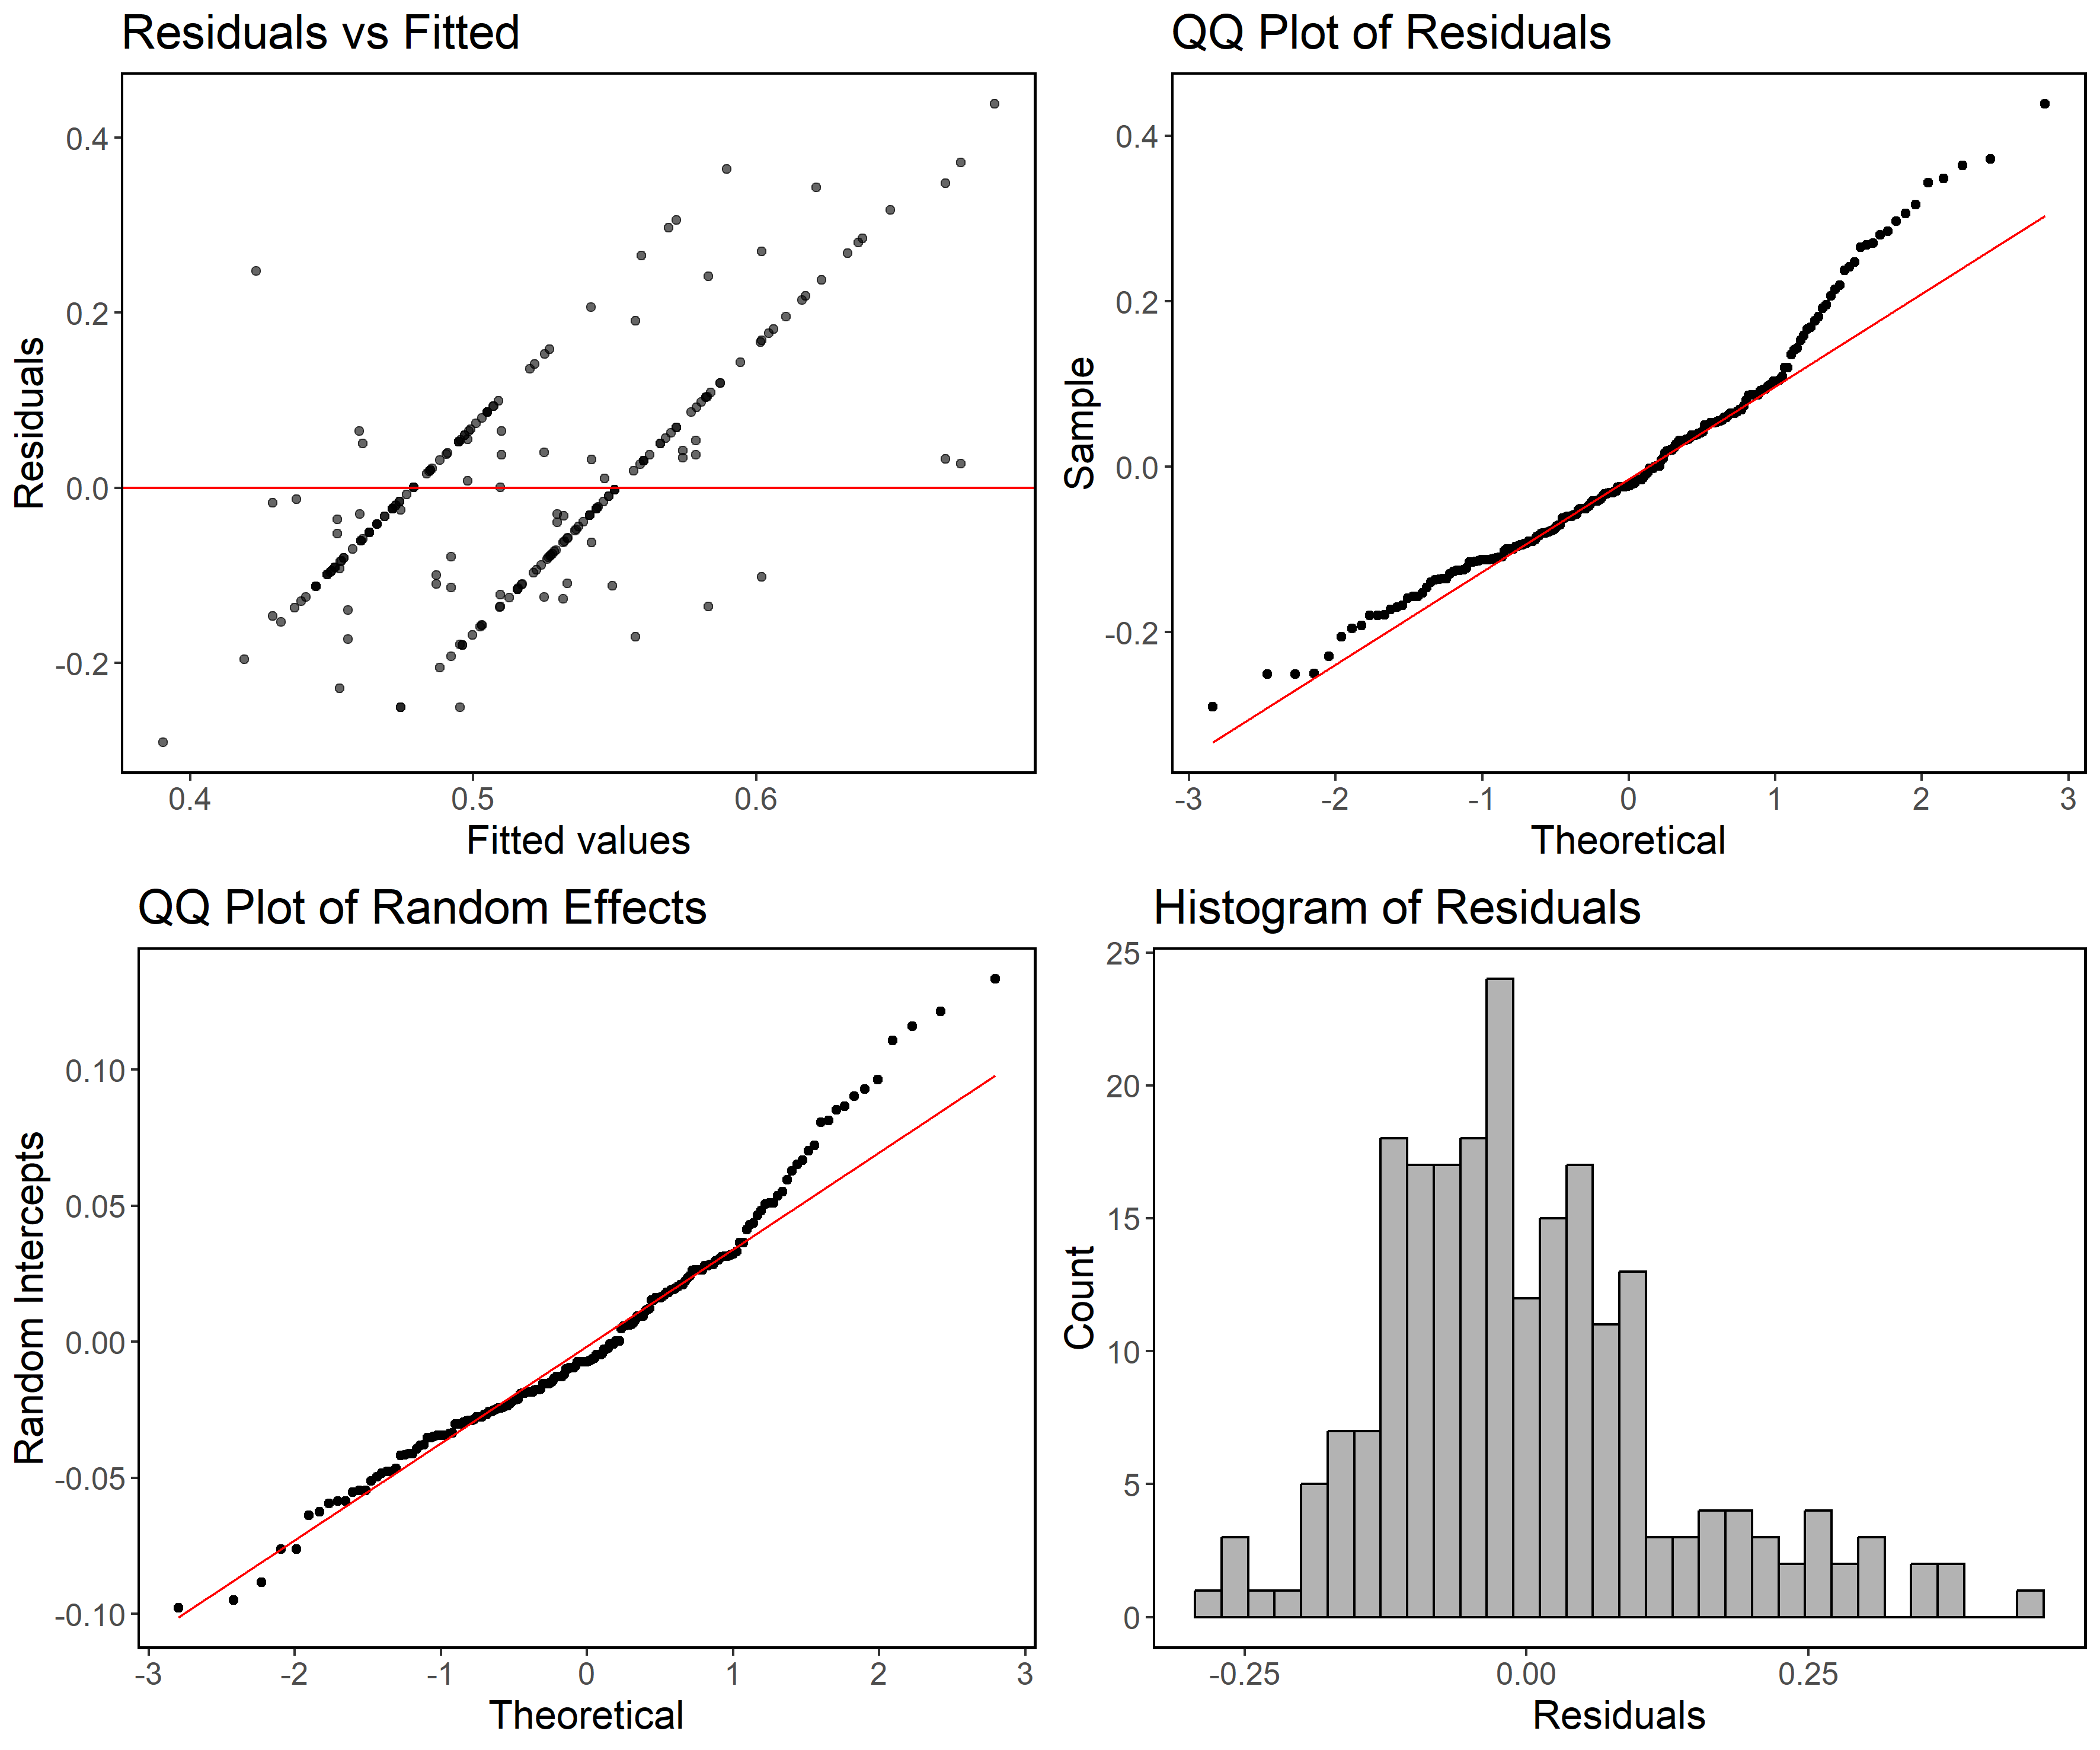 Residuals vs Fitted
Residuals
0.4
0.2
0.0
-0.2
0.4 0.5 0.6
Fitted values
QQ Plot of Residuals
Sample
0.4
0.2
0.0
-0.2
-3 -2 -1 0 1 2 3
Theoretical
QQ Plot of Random Effects
Random Intercepts
0.10
0.05
0.00
-0.05
-0.10
-3 -2 -1 0 1 2 3
Theoretical
Histogram of Residuals
Count
25
20
15
10
5
0
-0.25 0.00 0.25
Residuals